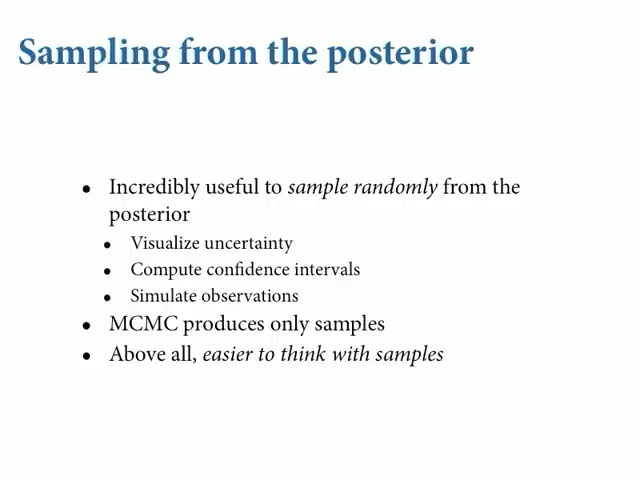 Sampling from the posterior
• Incredibly useful to sample randomly from the
posterior
• Visualize uncertainty
• Compute confidence intervals
• Simulate observations
• MCMC produces only samples
• Above all, easier to think with samples